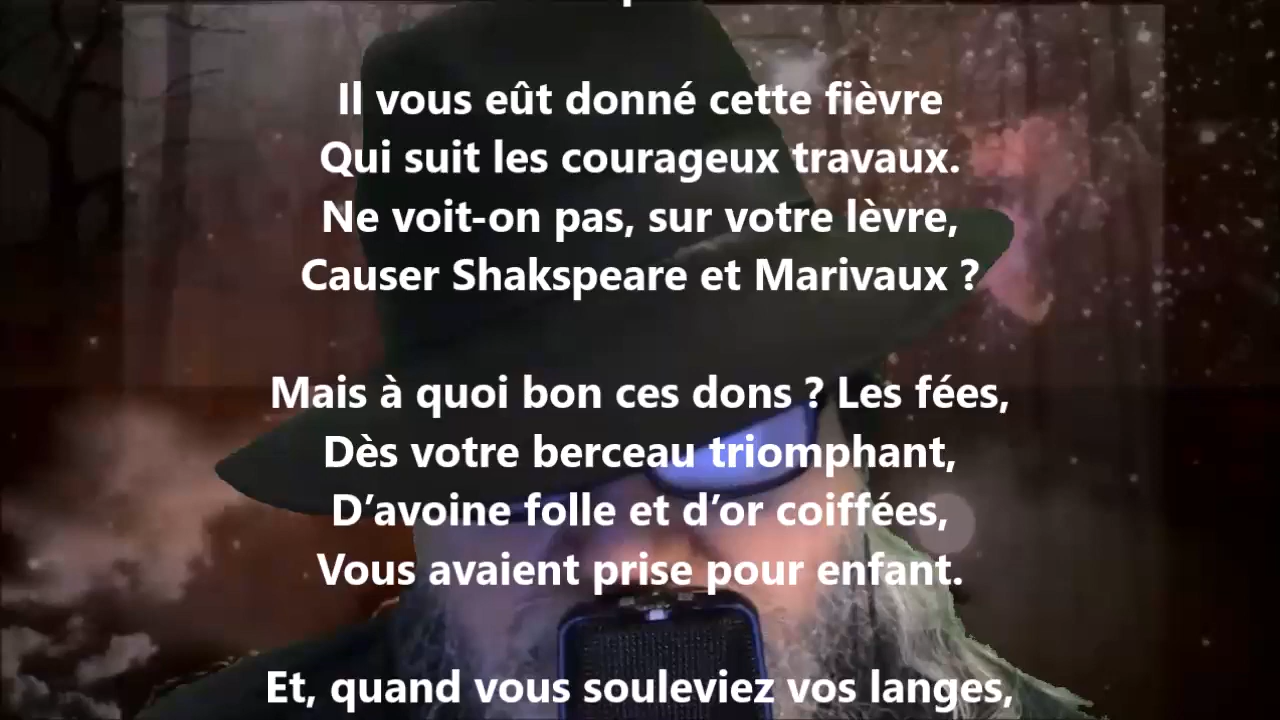 Il vous eût donné cette fièvre
Qui suit les courageux travaux.
Ne voit-on pas, sur votre lèvre,
Causer Shakspeare et Marivaux ?
Mais à quoi bon ces dons ? Les fées,
Dès votre berceau triomphant,
D’avoine folle et d’or coiffées,
Vous avaient prise pour enfant.
Et, quand vous souleviez vos langes,